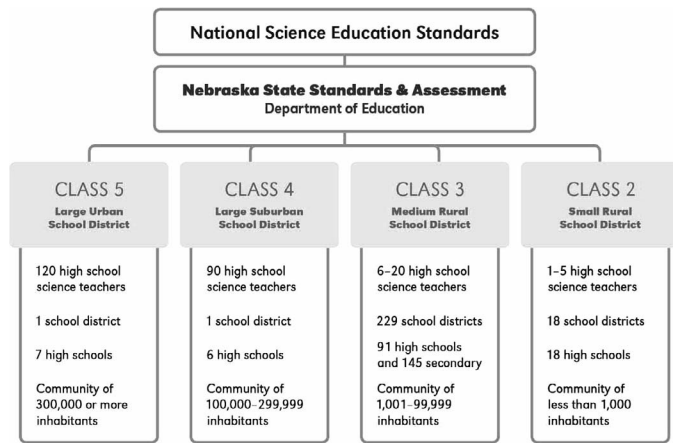 National Science Education Standards
Nebraska State Standards & Assessment
Department of Education
CLASS 5
Large Urban
School District
120 high school
science teachers
1 school district
7 high schools
Community of
300,000 or more
inhabitants
CLASS 4
Large Suburban
School District
90 high school
science teachers
1 school district
6 high schools
Community of
100,000–299,999
inhabitants
CLASS 3
Medium Rural
School District
6–20 high school
science teachers
229 school districts
91 high schools
and 145 secondary
Community of
1,001–99,999
inhabitants
CLASS 2
Small Rural
School District
1–5 high school
science teachers
18 school districts
18 high schools
Community of
less than 1,000
inhabitants